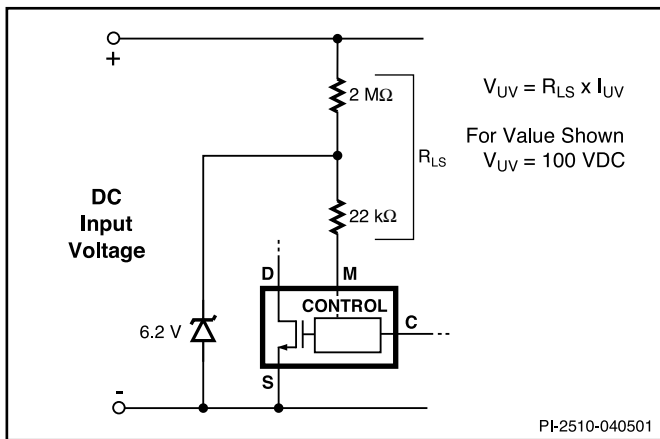 +
2 MΩ
V_UV = R_LS x I_UV
For Value Shown
V_UV = 100 VDC
R_LS
DC
Input
Voltage
22 kΩ
D
M
CONTROL
C
6.2 V
S
-
PI-2510-040501